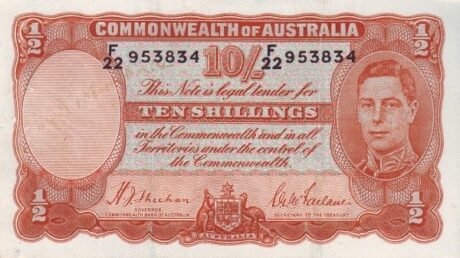 COMMONWEALTH OF AUSTRALIA
1/2 1/2
F/22 953834 10/- F/22 953834
This Note is legal tender for
TEN SHILLINGS
in the Commonwealth and in all
Territories under the control of
the Commonwealth.
1/2 1/2
H.J. Sheehan
GOVERNOR
COMMONWEALTH BANK OF AUSTRALIA
SECRETARY TO THE TREASURY
AUSTRALIA